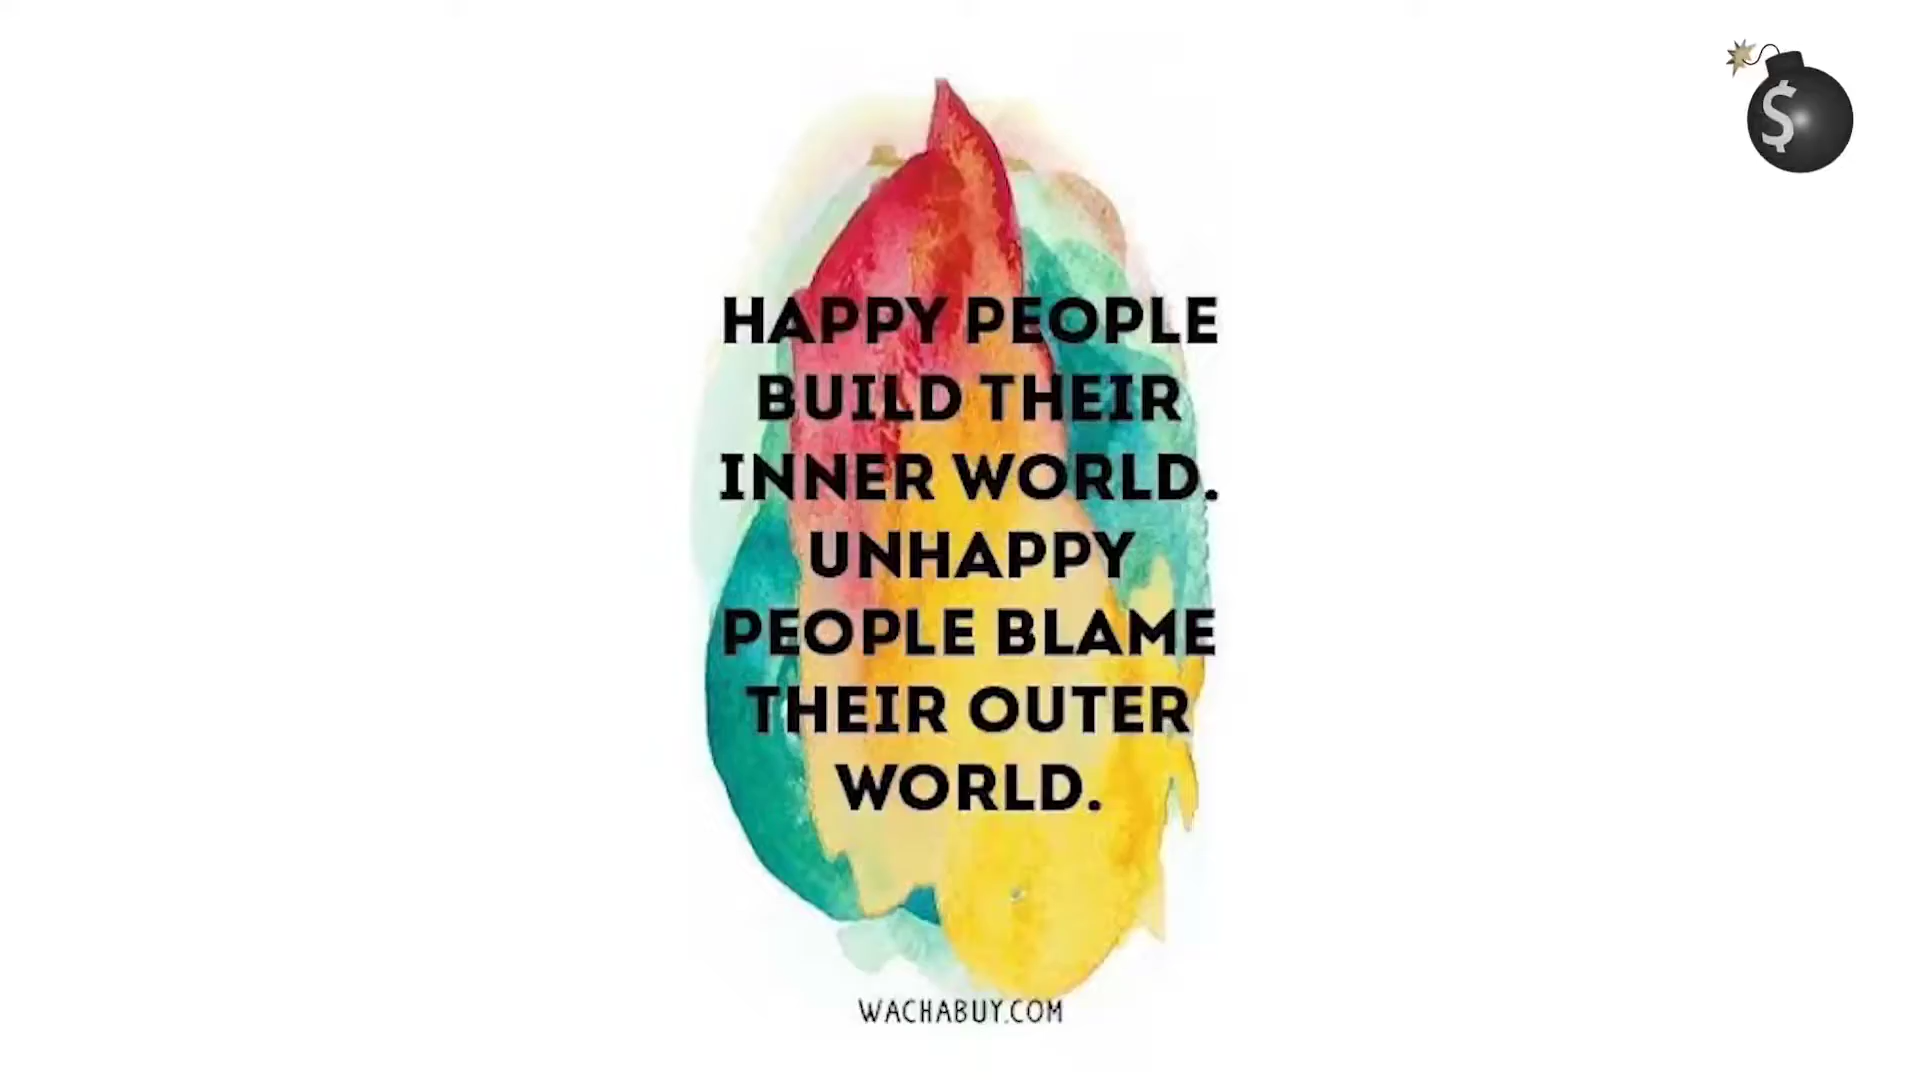 HAPPY PEOPLE
BUILD THEIR
INNER WORLD.
UNHAPPY
PEOPLE BLAME
THEIR OUTER
WORLD.
WACHABUY.COM
$